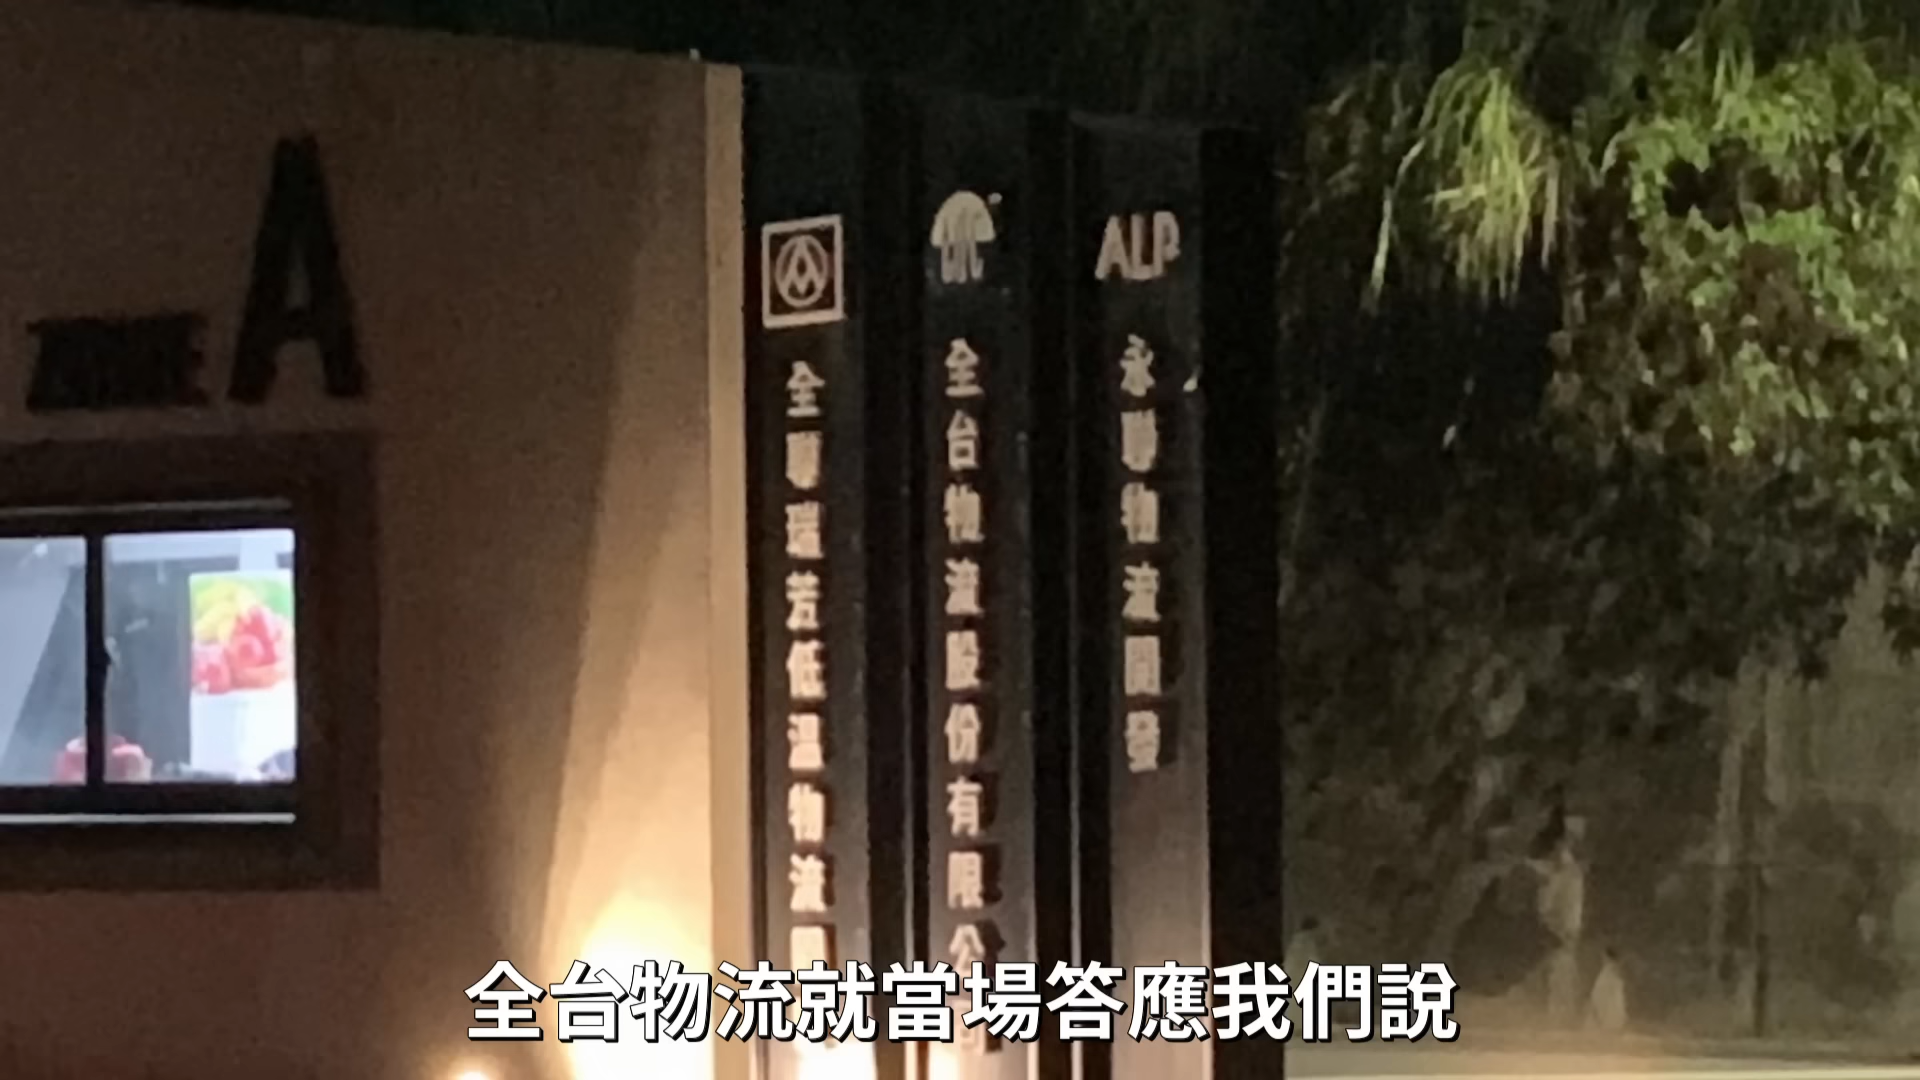 A
全聯瑞芳低溫物流
全台物流股份有限公司
ALP
永聯物流開發
全台物流就當場答應我們說